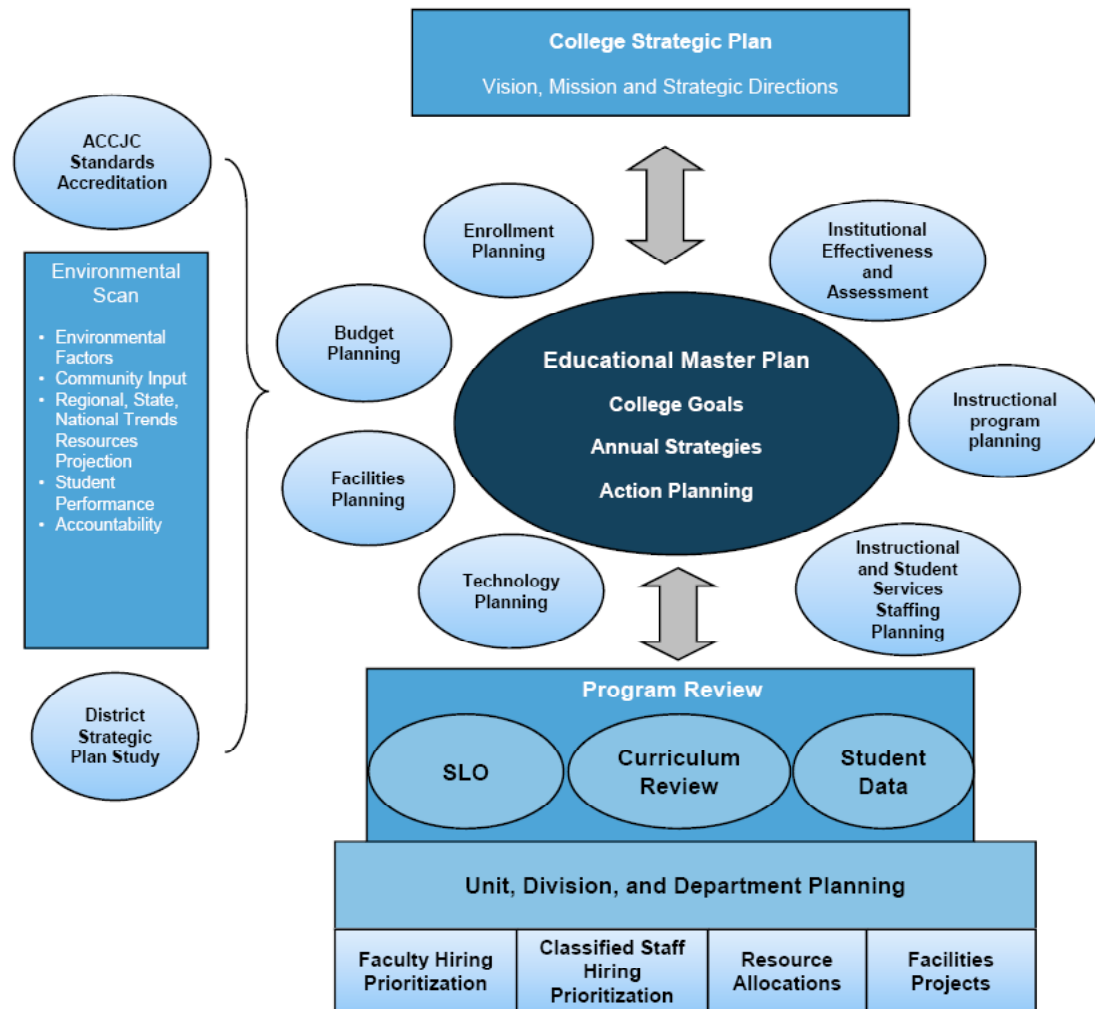 College Strategic Plan
Vision, Mission and Strategic Directions
ACCJC
Standards
Accreditation
Environmental
Scan
• Environmental
Factors
• Community Input
• Regional, State,
National Trends
Resources
Projection
• Student
Performance
• Accountability
District
Strategic
Plan Study
Enrollment
Planning
Budget
Planning
Facilities
Planning
Technology
Planning
Educational Master Plan
College Goals
Annual Strategies
Action Planning
Institutional
Effectiveness
and
Assessment
Instructional
program
planning
Instructional
and Student
Services
Staffing
Planning
Program Review
SLO
Curriculum
Review
Student
Data
Unit, Division, and Department Planning
Faculty Hiring
Prioritization
Classified Staff
Hiring
Prioritization
Resource
Allocations
Facilities
Projects